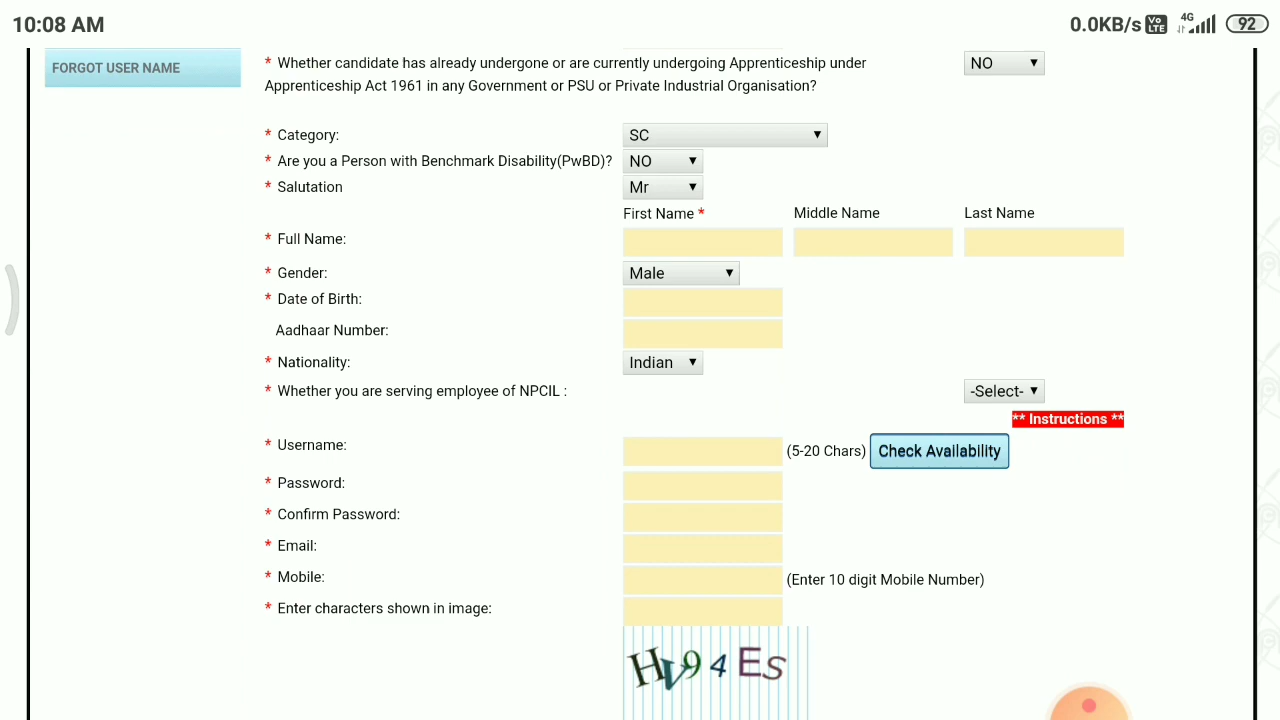 10:08 AM
0.0KB/s Vo LTE 4G 92
FORGOT USER NAME
* Whether candidate has already undergone or are currently undergoing Apprenticeship under NO
Apprenticeship Act 1961 in any Government or PSU or Private Industrial Organisation?
* Category: SC
* Are you a Person with Benchmark Disability(PwBD)? NO
* Salutation Mr
First Name * Middle Name Last Name
* Full Name:
* Gender: Male
* Date of Birth:
Aadhaar Number:
* Nationality: Indian
* Whether you are serving employee of NPCIL : -Select-
** Instructions **
* Username: (5-20 Chars) Check Availability
* Password:
* Confirm Password:
* Email:
* Mobile: (Enter 10 digit Mobile Number)
* Enter characters shown in image:
HV94ES